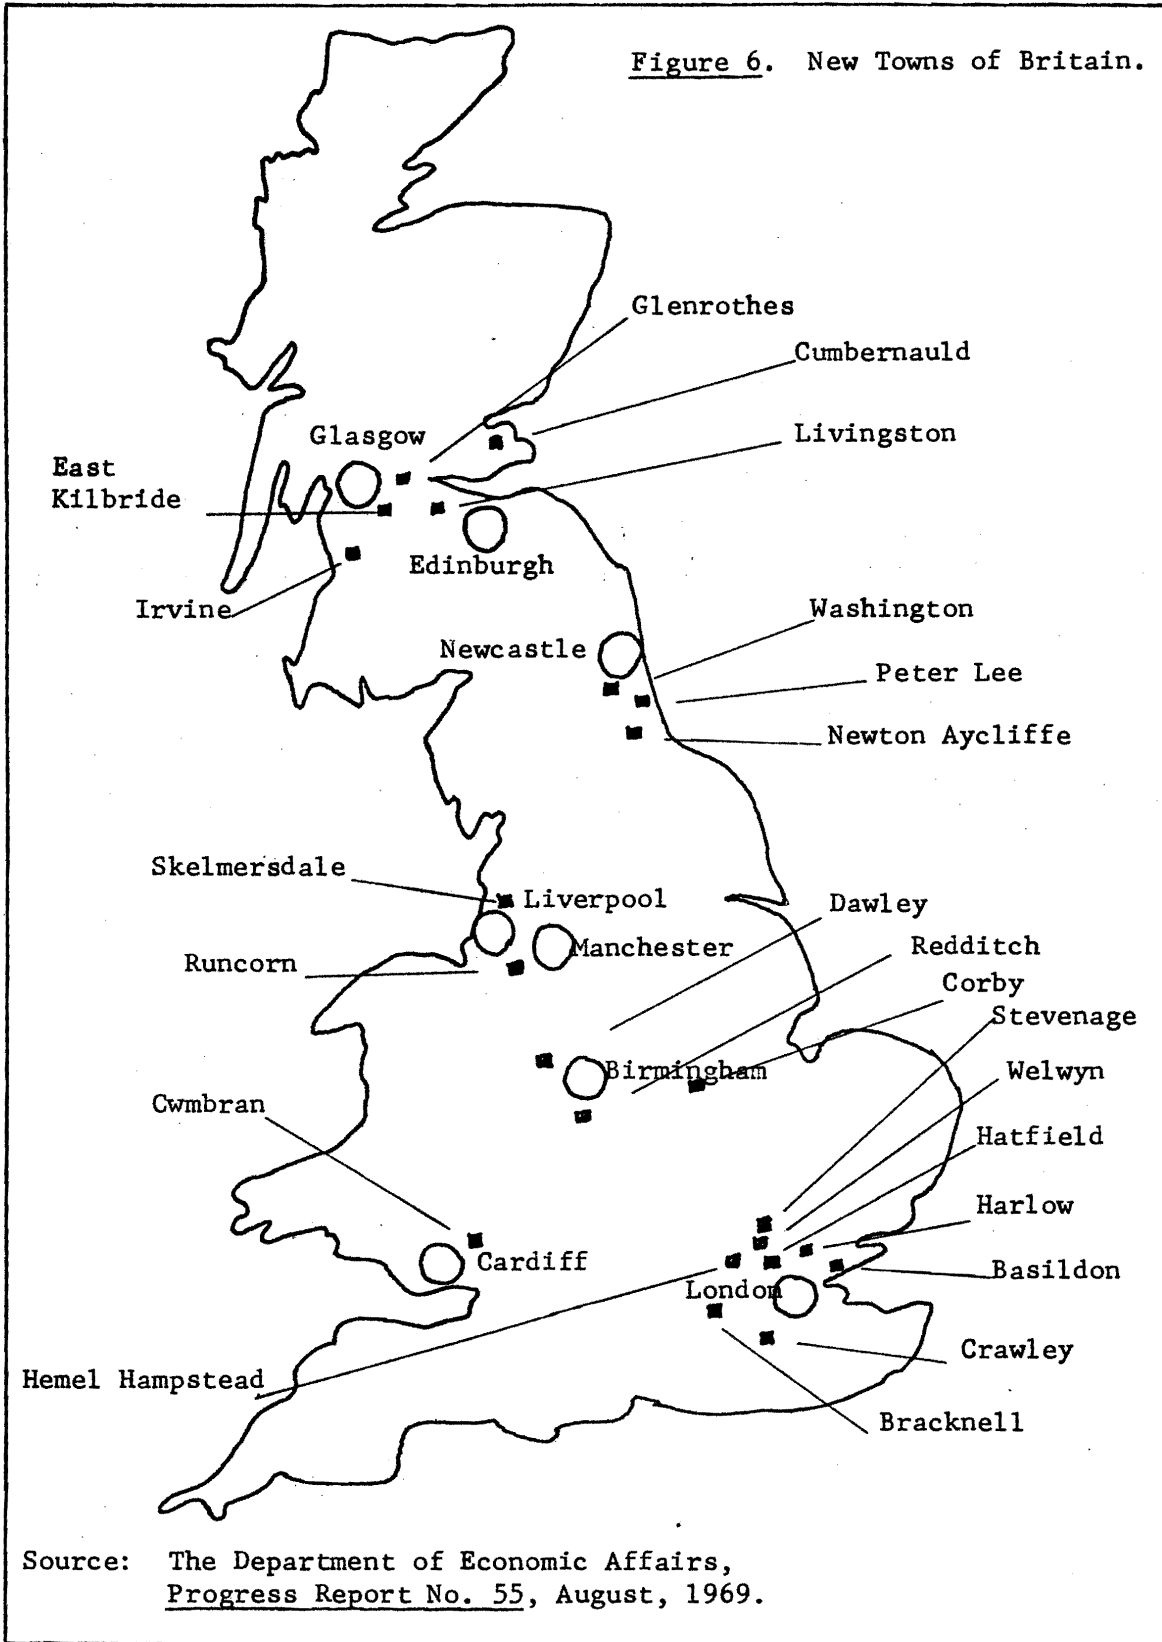 Figure 6. New Towns of Britain.
Glenrothes
Cumbernauld
Glasgow
Livingston
East
Kilbride
Edinburgh
Irvine
Washington
Newcastle
Peter Lee
Newton Aycliffe
Skelmersdale
Liverpool
Dawley
Manchester
Redditch
Runcorn
Corby
Stevenage
Birmingham
Welwyn
Cwmbran
Hatfield
Harlow
Cardiff
Basildon
London
Crawley
Hemel Hampstead
Bracknell
Source: The Department of Economic Affairs,
Progress Report No. 55, August, 1969.